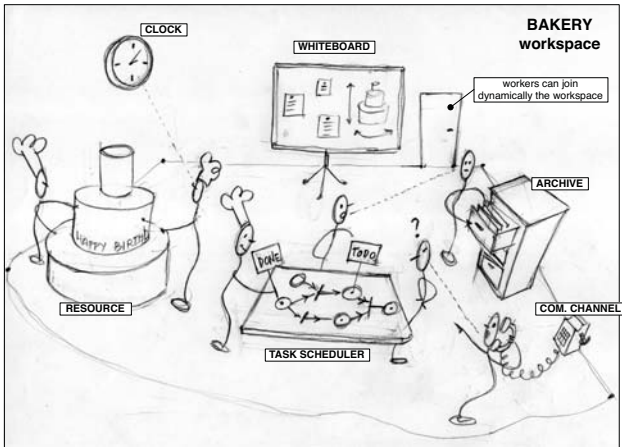 BAKERY
workspace
CLOCK
WHITEBOARD
workers can join
dynamically the workspace
ARCHIVE
HAPPY BIRTH
?
DONE
TODO
RESOURCE
COM. CHANNEL
TASK SCHEDULER